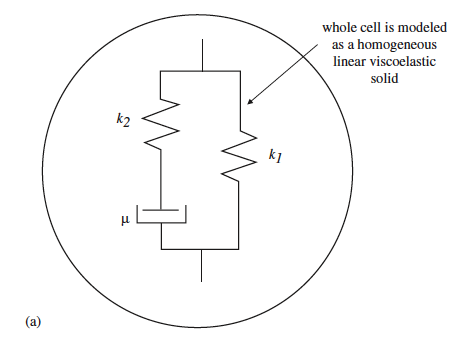 whole cell is modeled
as a homogeneous
linear viscoelastic
solid
k2
k1
μ
(a)